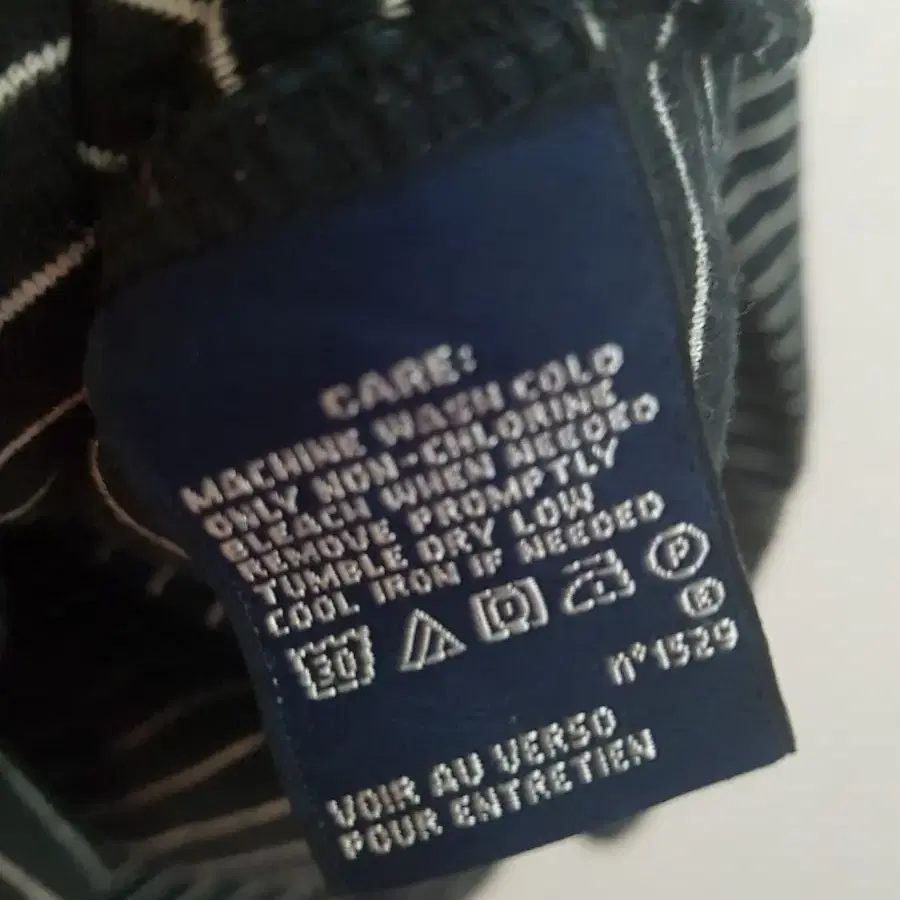 CARE:
MACHINE WASH COLD
ONLY NON-CHLORINE
BLEACH WHEN NEEDED
REMOVE PROMPTLY
TUMBLE DRY LOW
COOL IRON IF NEEDED
30 P
n°1529
VOIR AU VERSO
POUR ENTRETIEN